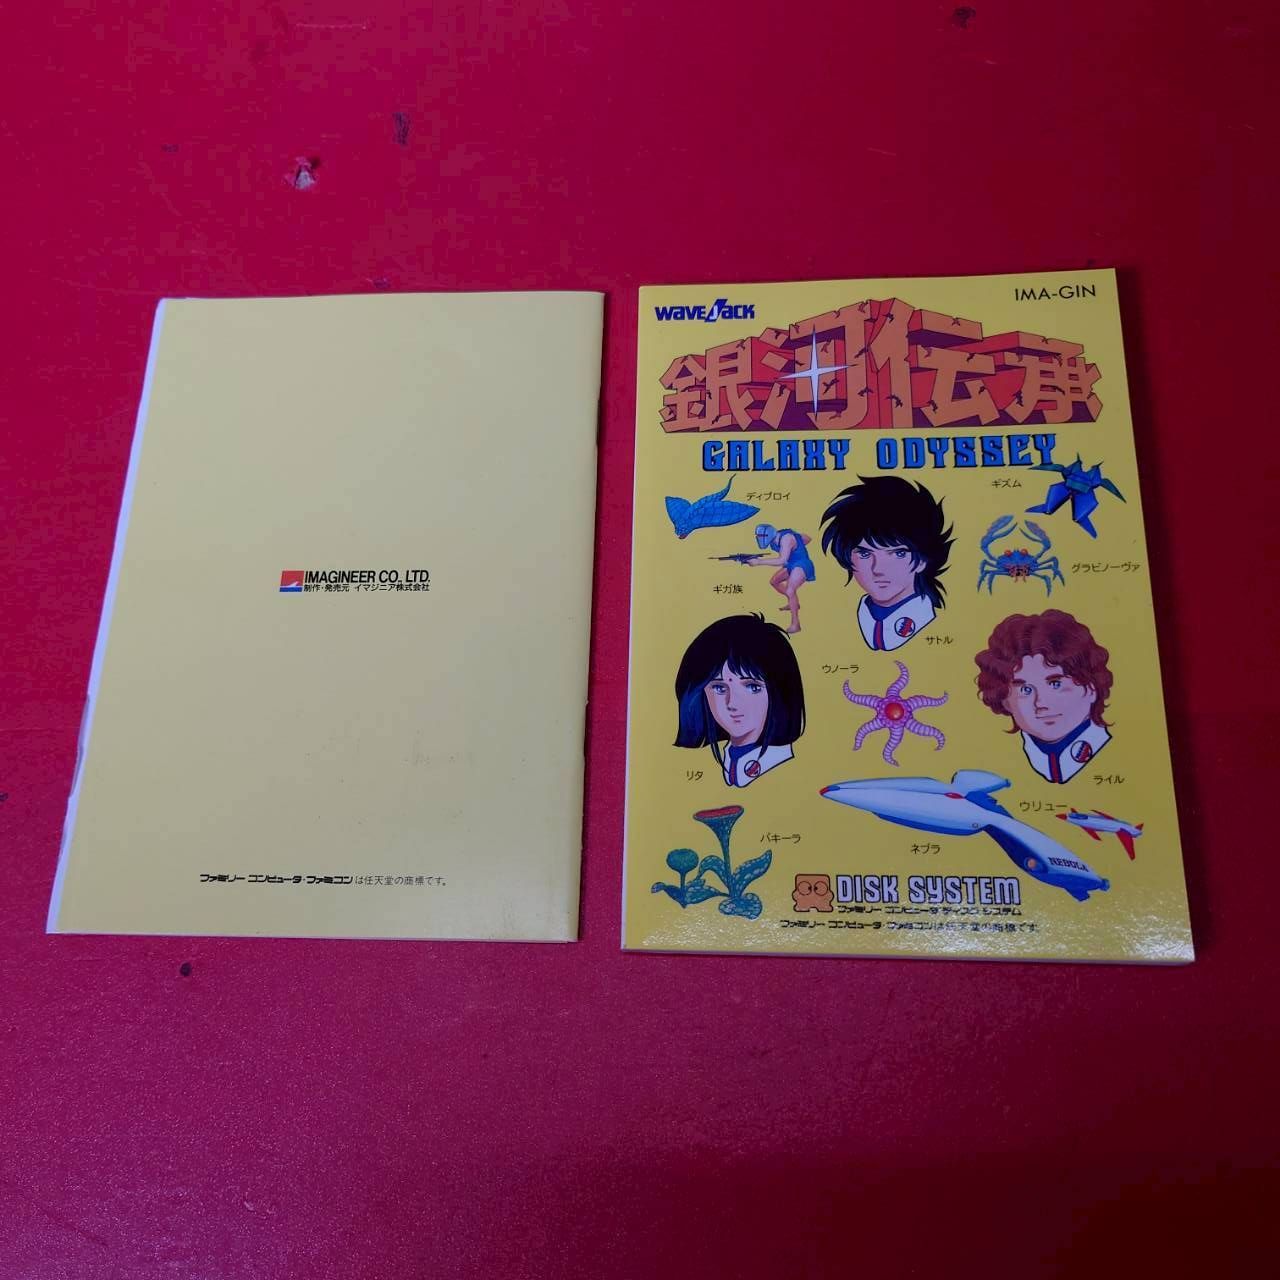 IMAGINEER CO., LTD.
制作・発売元 イマジニア株式会社
ファミリー コンピュータ・ファミコンは任天堂の商標です。
WAVE JACK
IMA-GIN
銀河伝承
GALAXY ODYSSEY
ディプロイ
ギズム
ギガ族
グラビノーヴァ
サトル
ウノーラ
リタ
ライル
ウリュー
パキーラ
ネブラ
NEBULA
DISK SYSTEM
ファミリー コンピュータ ディスク システム
ファミリー コンピュータ・ファミコンは任天堂の商標です。